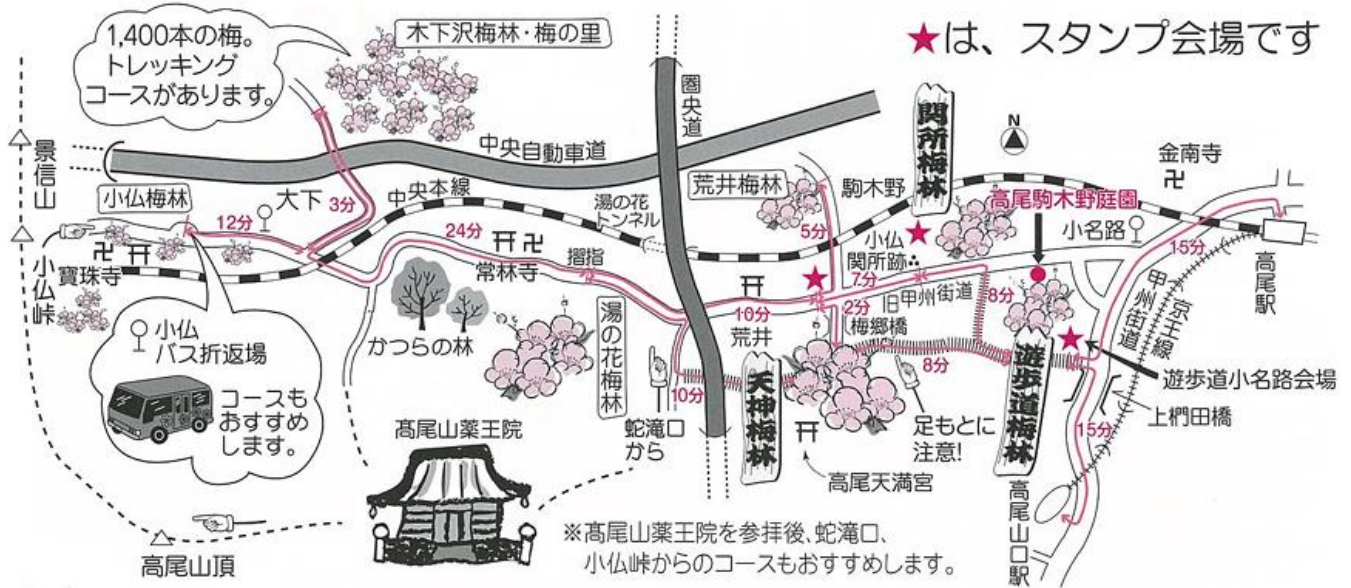 1,400本の梅。
トレッキング
コースがあります。
木下沢梅林・梅の里
★は、スタンプ会場です
圏央道
関所梅林
N
金南寺
中央自動車道
景信山
小仏梅林
大下
中央本線
湯の花
トンネル
荒井梅林
駒木野
高尾駒木野庭園
小名路
12分
3分
24分
5分
15分
小仏
関所跡
高尾駅
小仏峠
寶珠寺
常林寺
摺指
7分
2分
旧甲州街道
8分
甲州街道
京王線
10分
荒井
梅郷橋
かつらの林
湯の花梅林
小仏
バス折返場
コースも
おすすめ
します。
10分
天神梅林
8分
遊歩道梅林
遊歩道小名路会場
上椚田橋
15分
蛇滝口
から
足もとに
注意!
高尾天満宮
髙尾山薬王院
高尾山口駅
高尾山頂
※髙尾山薬王院を参拝後、蛇滝口、
小仏峠からのコースもおすすめします。